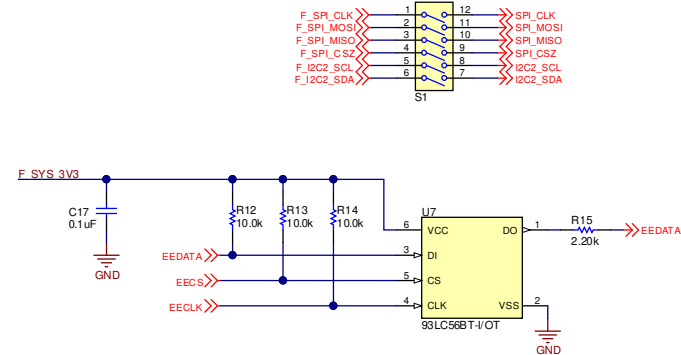 F_SPI_CLK 1 12 SPI_CLK
F_SPI_MOSI 2 11 SPI_MOSI
F_SPI_MISO 3 10 SPI_MISO
F_SPI_CSZ 4 9 SPI_CSZ
F_I2C2_SCL 5 8 I2C2_SCL
F_I2C2_SDA 6 7 I2C2_SDA
S1
F_SYS_3V3
C17
0.1uF
GND
R12
10.0k
R13
10.0k
R14
10.0k
U7
6 VCC DO 1
R15
2.20k
EEDATA
EEDATA 3 DI
EECS 5 CS
EECLK 4 CLK VSS 2
93LC56BT-I/OT
GND